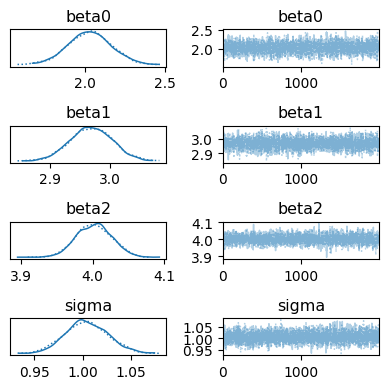 beta0 beta0
2.5
2.0
2.0 2.5 0 1000
beta1 beta1
3.0
2.9
2.9 3.0 0 1000
beta2 beta2
4.1
4.0
3.9
3.9 4.0 4.1 0 1000
sigma sigma
1.05
1.00
0.95
0.95 1.00 1.05 0 1000